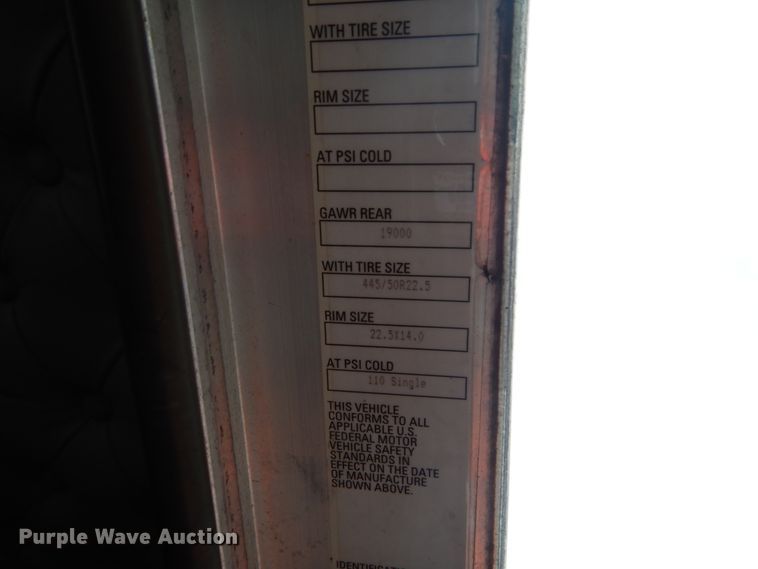 WITH TIRE SIZE
RIM SIZE
AT PSI COLD
GAWR REAR
19000
WITH TIRE SIZE
445/50R22.5
RIM SIZE
22.5X14.0
AT PSI COLD
110 Single
THIS VEHICLE
CONFORMS TO ALL
APPLICABLE U.S.
FEDERAL MOTOR
VEHICLE SAFETY
STANDARDS IN
EFFECT ON THE DATE
OF MANUFACTURE
SHOWN ABOVE.
Purple Wave Auction